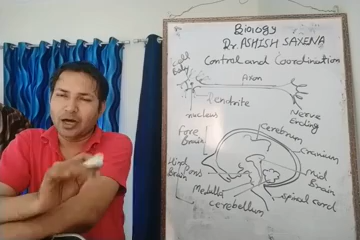 Biology
Dr. ASHISH SAXENA
Control and Coordination
Cell
Body
Axon
Dendrite
nucleus
Nerve
Ending
Fore
Brain
Cerebrum
Cranium
Hind
Brain
Pons
Mid
Brain
Medulla
Spinal Cord
Cerebellum